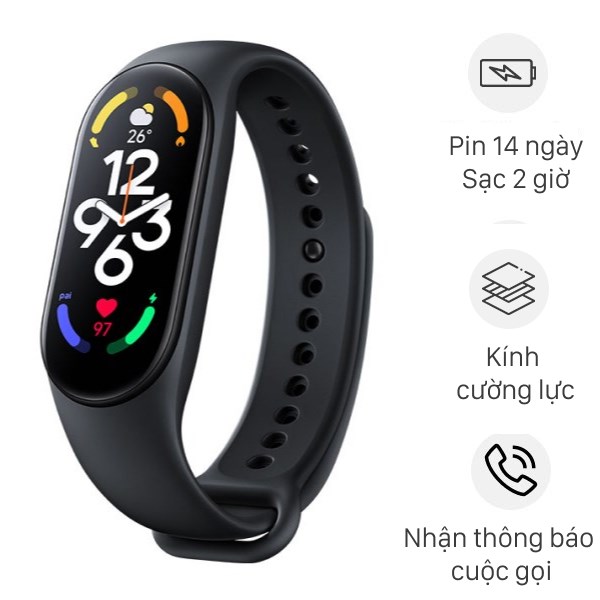 26°
12
9 3
6
pai
97
Pin 14 ngày
Sạc 2 giờ
Kính
cường lực
Nhận thông báo
cuộc gọi